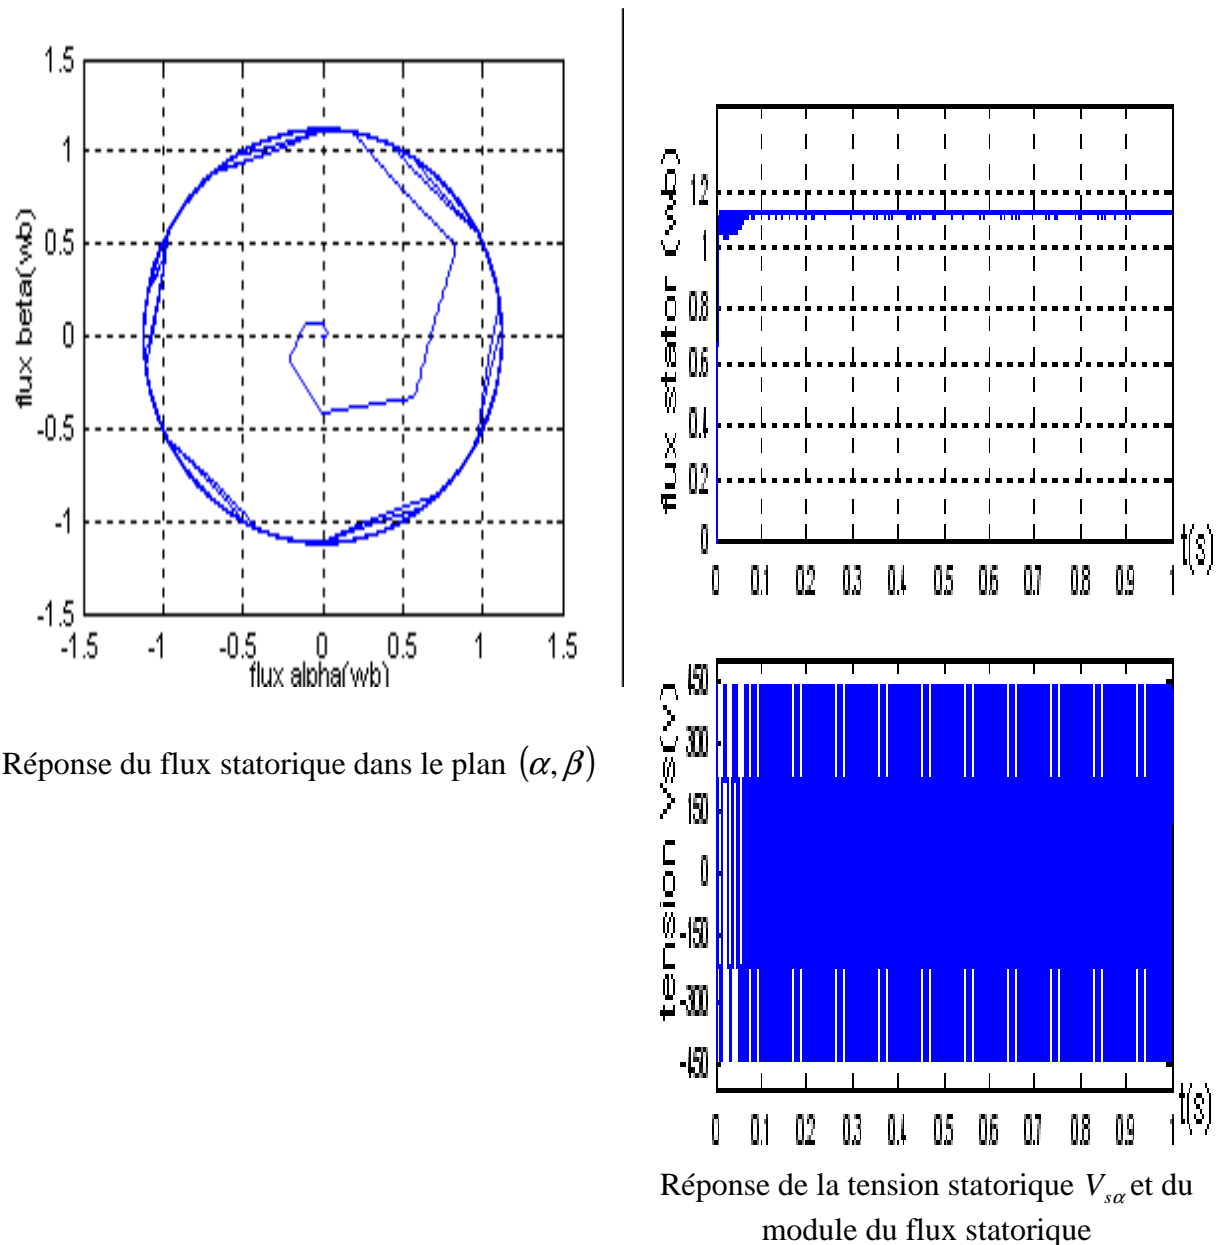 1.5
1
0.5
0
-0.5
-1
-1.5
flux beta(wb)
-1.5 -1 -0.5 0 0.5 1 1.5
flux alpha(wb)
Réponse du flux statorique dans le plan (α, β)
flux stator (wb)
1.2
1
0.8
0.6
0.4
0.2
0
0 0.1 0.2 0.3 0.4 0.5 0.6 0.7 0.8 0.9 1
t(s)
tension Vs(v)
450
300
150
0
-150
-300
-450
0 0.1 0.2 0.3 0.4 0.5 0.6 0.7 0.8 0.9 1
t(s)
Réponse de la tension statorique V_{sα} et du
module du flux statorique